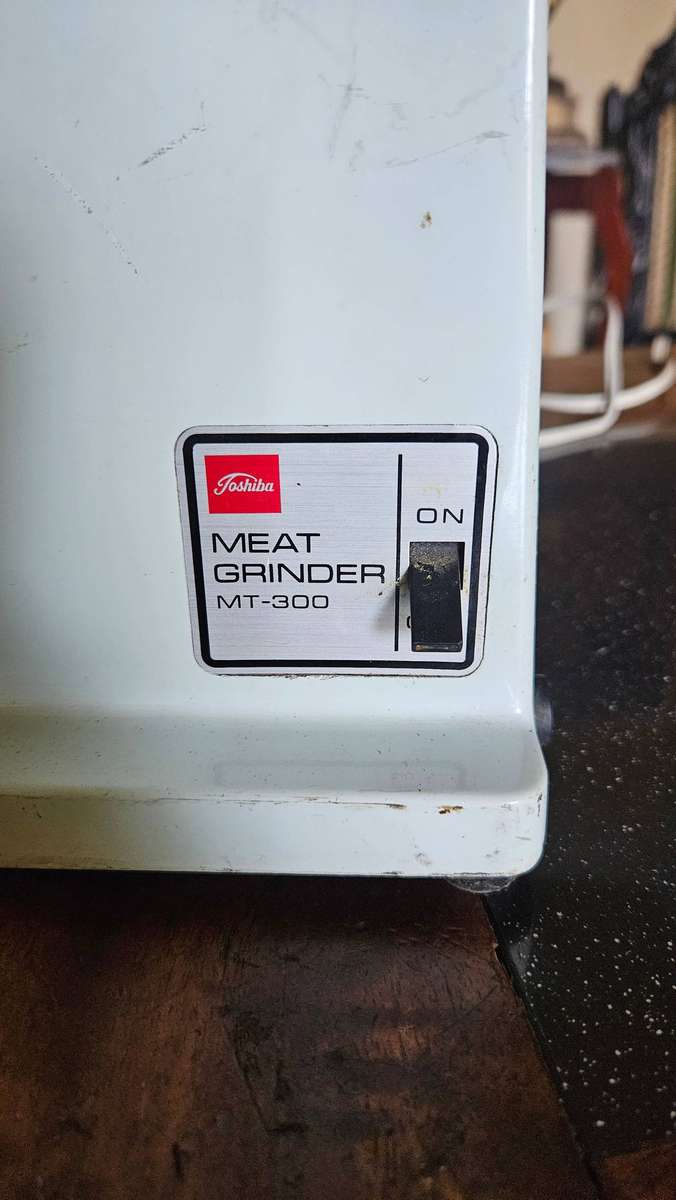 Toshiba
MEAT
GRINDER
MT-300
ON